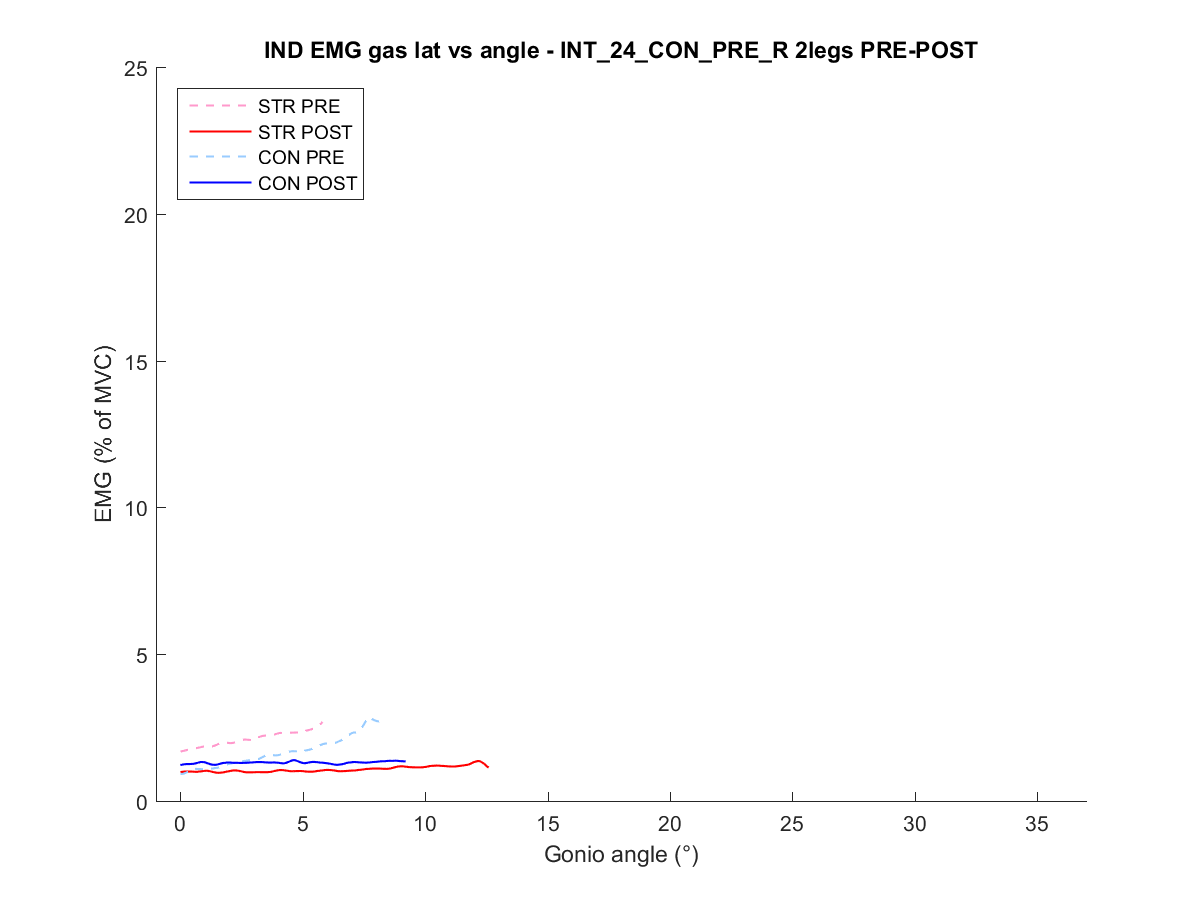 IND EMG gas lat vs angle - INT_24_CON_PRE_R 2legs PRE-POST
25
20
15
10
5
0
STR PRE
STR POST
CON PRE
CON POST
EMG (% of MVC)
0 5 10 15 20 25 30 35
Gonio angle (°)